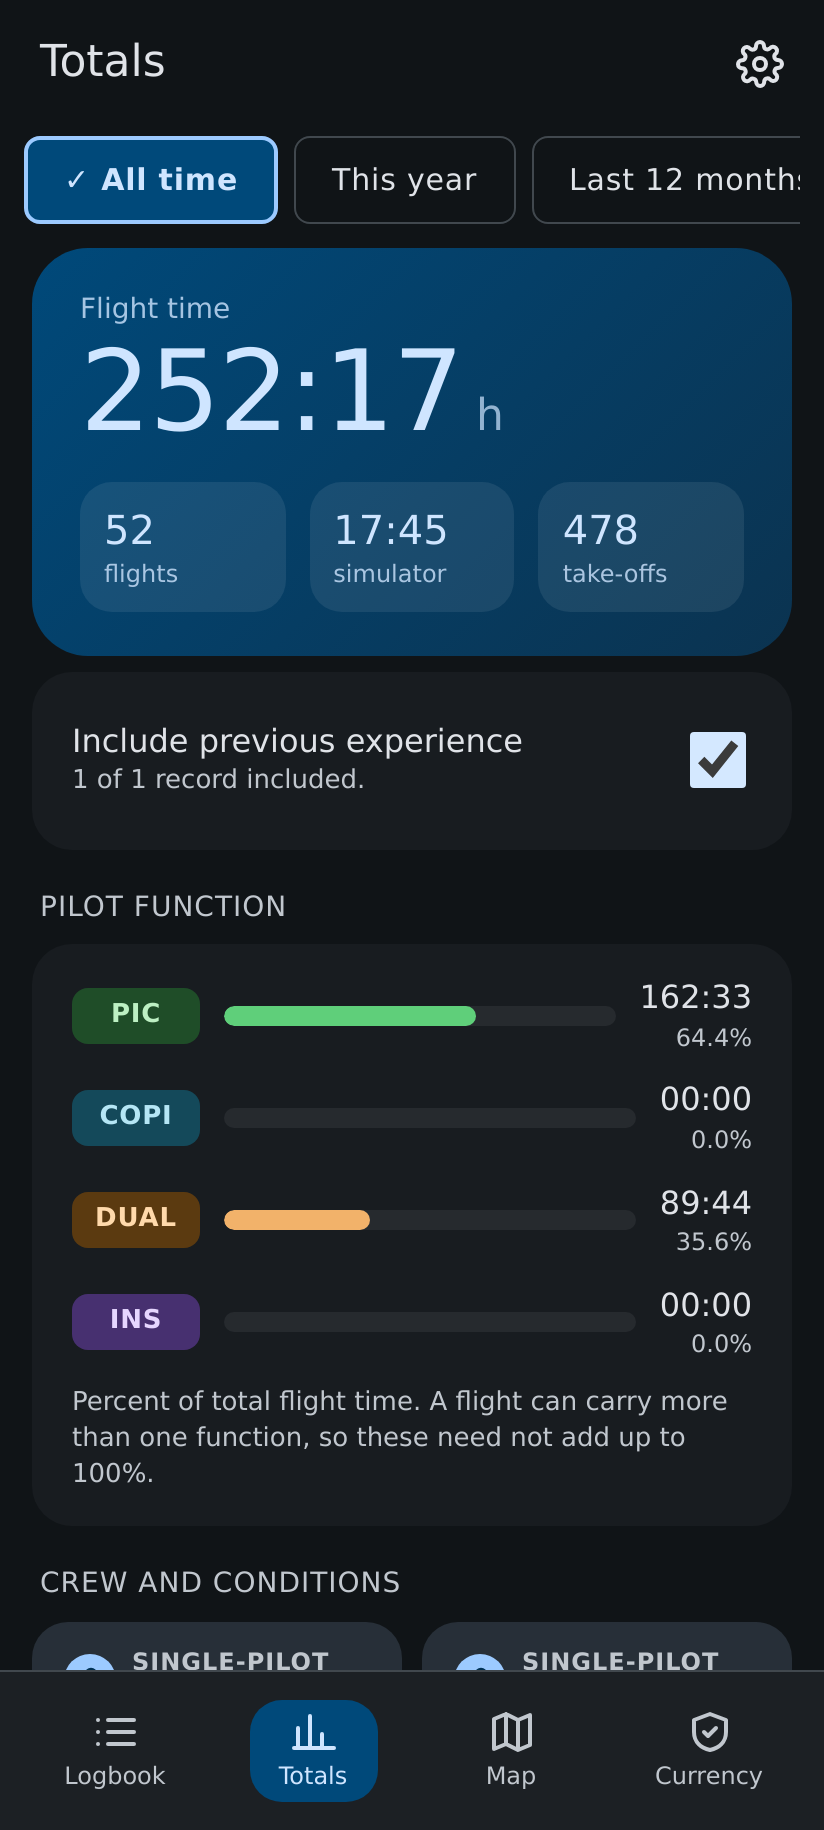 Totals
✓ All time
This year
Last 12 months
Flight time
252:17 h
52
flights
17:45
simulator
478
take-offs
Include previous experience
1 of 1 record included.
PILOT FUNCTION
PIC
162:33
64.4%
COPI
00:00
0.0%
DUAL
89:44
35.6%
INS
00:00
0.0%
Percent of total flight time. A flight can carry more
than one function, so these need not add up to
100%.
CREW AND CONDITIONS
SINGLE-PILOT
SINGLE-PILOT
Logbook
Totals
Map
Currency